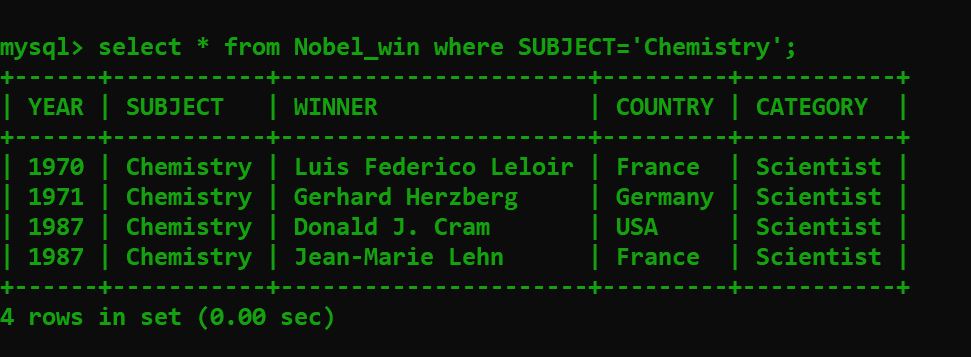 mysql> select * from Nobel_win where SUBJECT='Chemistry';
+------+-----------+----------------------+---------+-----------+
| YEAR | SUBJECT   | WINNER               | COUNTRY | CATEGORY  |
+------+-----------+----------------------+---------+-----------+
| 1970 | Chemistry | Luis Federico Leloir | France  | Scientist |
| 1971 | Chemistry | Gerhard Herzberg     | Germany | Scientist |
| 1987 | Chemistry | Donald J. Cram       | USA     | Scientist |
| 1987 | Chemistry | Jean-Marie Lehn      | France  | Scientist |
+------+-----------+----------------------+---------+-----------+
4 rows in set (0.00 sec)